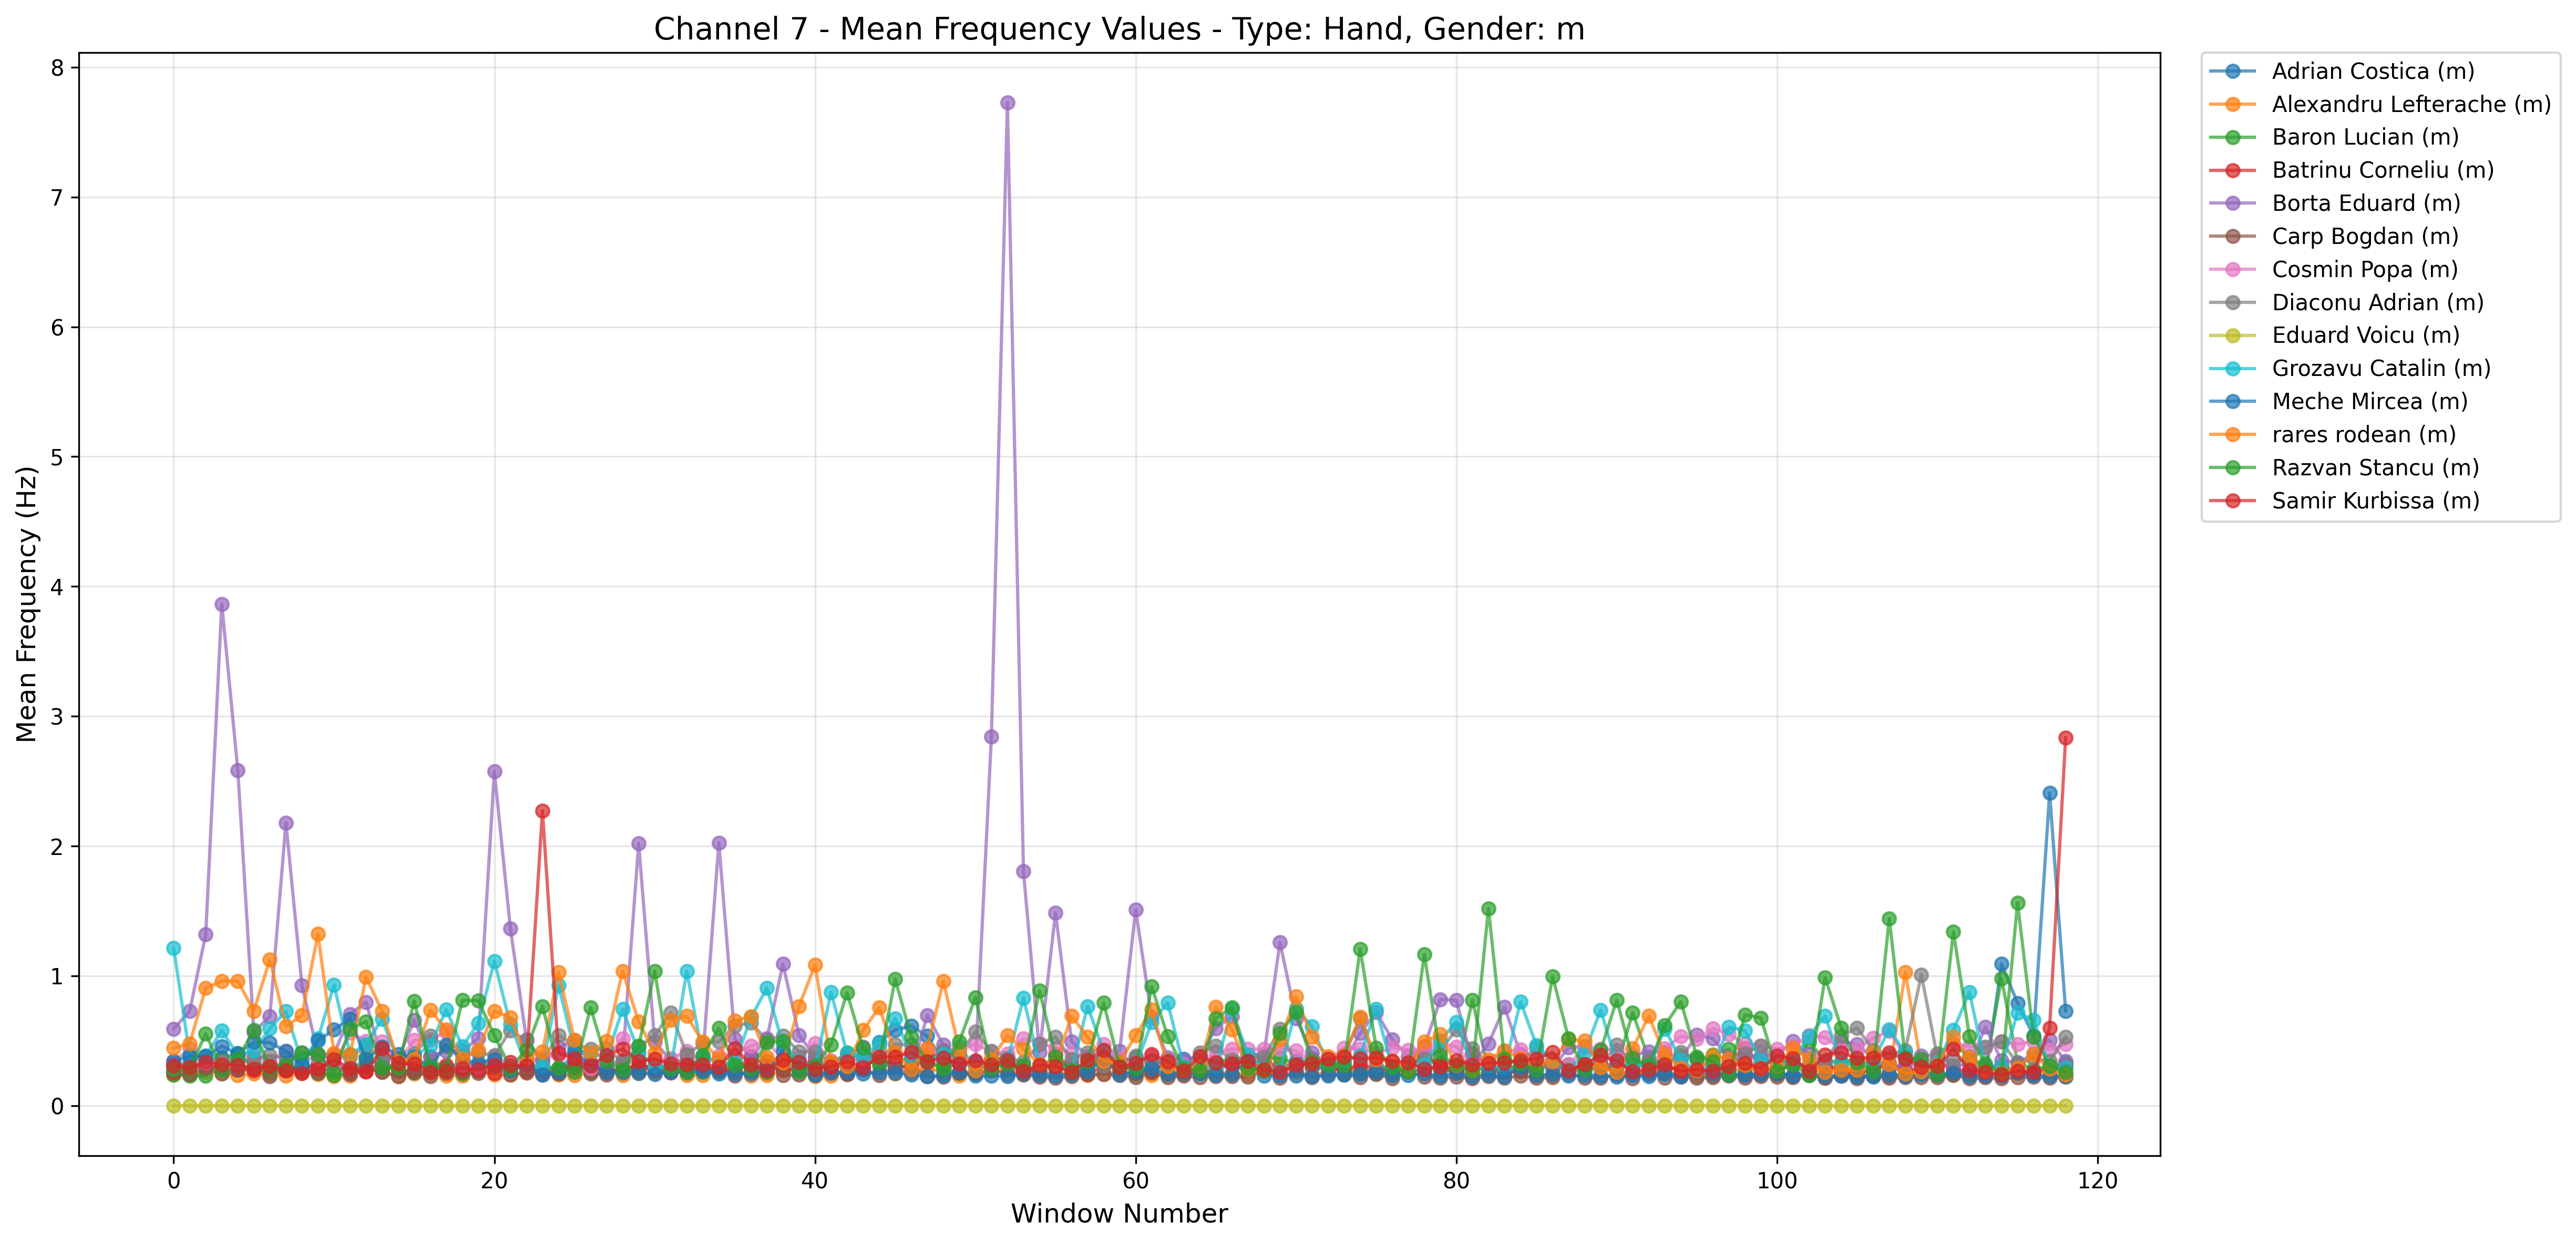 Channel 7 - Mean Frequency Values - Type: Hand, Gender: m
Mean Frequency (Hz)
8
7
6
5
4
3
2
1
0
0 20 40 60 80 100 120
Window Number
Adrian Costica (m)
Alexandru Lefterache (m)
Baron Lucian (m)
Batrinu Corneliu (m)
Borta Eduard (m)
Carp Bogdan (m)
Cosmin Popa (m)
Diaconu Adrian (m)
Eduard Voicu (m)
Grozavu Catalin (m)
Meche Mircea (m)
rares rodean (m)
Razvan Stancu (m)
Samir Kurbissa (m)